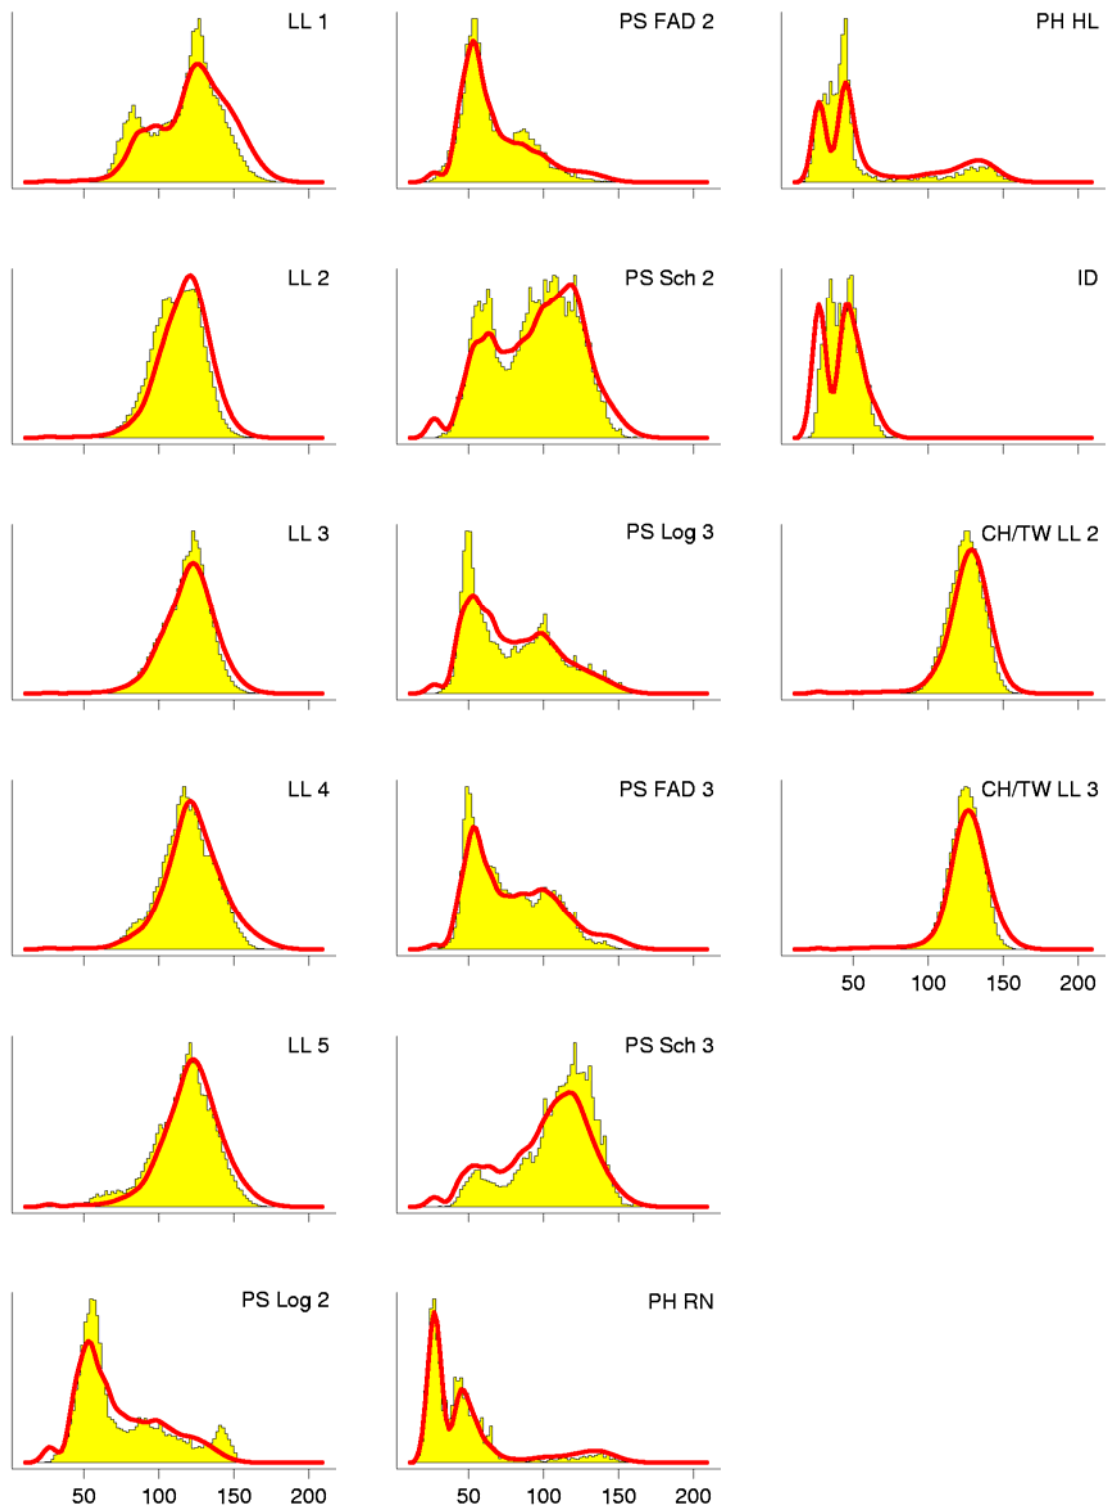 LL 1
PS FAD 2
PH HL
LL 2
PS Sch 2
ID
LL 3
PS Log 3
CH/TW LL 2
LL 4
PS FAD 3
CH/TW LL 3
50 100 150 200
LL 5
PS Sch 3
PS Log 2
PH RN
50 100 150 200
50 100 150 200